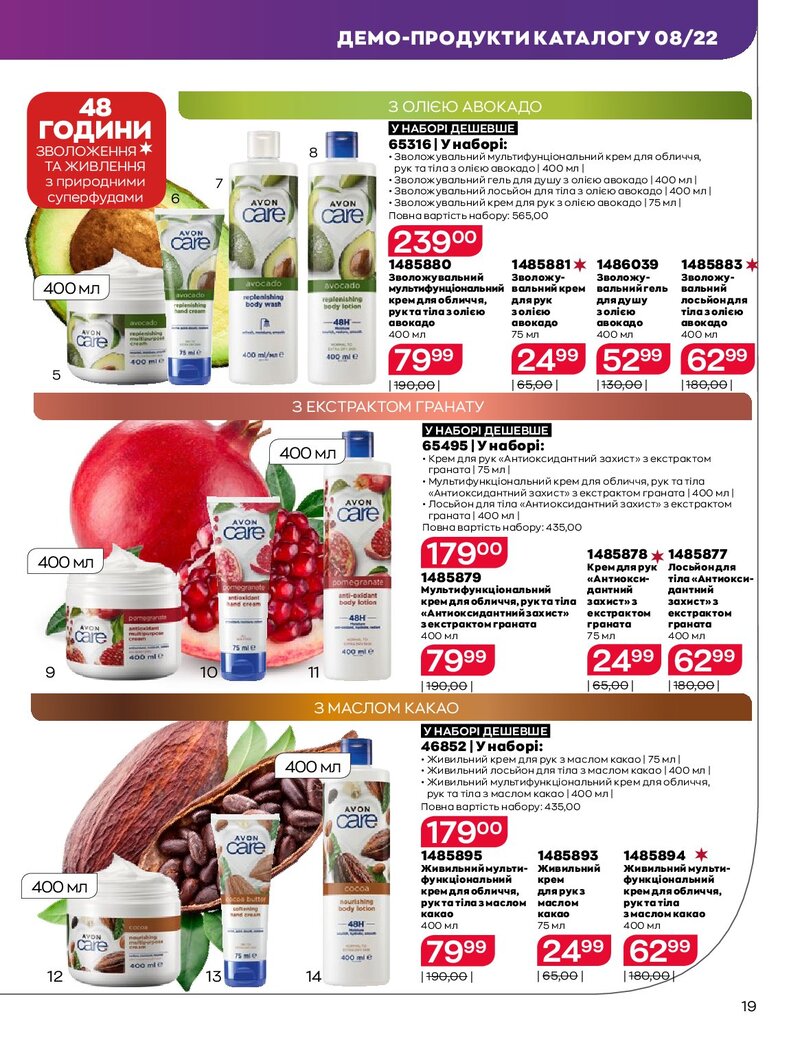 ДЕМО-ПРОДУКТИ КАТАЛОГУ 08/22
48
ГОДИНИ
ЗВОЛОЖЕННЯ
ТА ЖИВЛЕННЯ
з природними
суперфудами
З ОЛІЄЮ АВОКАДО
У НАБОРІ ДЕШЕВШЕ
65316 | У наборі:
• Зволожувальний мультифунціональний крем для обличчя,
рук та тіла з олією авокадо | 400 мл |
• Зволожувальний гель для душу з олією авокадо | 400 мл |
• Зволожувальний лосьйон для тіла з олією авокадо | 400 мл |
• Зволожувальний крем для рук з олією авокадо | 75 мл |
Повна вартість набору: 565,00
239 00
1485880
Зволожувальний
мультифунціональний
крем для обличчя,
рук та тіла з олією
авокадо
400 мл
79 99
| 190,00 |
1485881
Зволожу-
вальний крем
для рук
з олією
авокадо
75 мл
24 99
| 65,00 |
1486039
Зволожу-
вальний гель
для душу
з олією
авокадо
400 мл
52 99
| 130,00 |
1485883
Зволожу-
вальний
лосьйон для
тіла з олією
авокадо
400 мл
62 99
| 180,00 |
400 мл
5
6
7
8
AVON
care
avocado
replenishing
multipurpose
cream
400 ml e
AVON
care
avocado
replenishing
hand cream
75 ml e
AVON
care
avocado
replenishing
body wash
400 ml e
AVON
care
avocado
replenishing
body lotion
48H
400 ml e
З ЕКСТРАКТОМ ГРАНАТУ
У НАБОРІ ДЕШЕВШЕ
65495 | У наборі:
• Крем для рук «Антиоксидантний захист» з екстрактом
граната | 75 мл |
• Мультифункціональний крем для обличчя, рук та тіла
«Антиоксидантний захист» з екстрактом граната | 400 мл |
• Лосьйон для тіла «Антиоксидантний захист» з екстрактом
граната | 400 мл |
Повна вартість набору: 435,00
179 00
1485879
Мультифункціональний
крем для обличчя, рук та тіла
«Антиоксидантний захист»
з екстрактом граната
400 мл
79 99
| 190,00 |
1485878
Крем для рук
«Антиокси-
дантний
захист» з
екстрактом
граната
75 мл
24 99
| 65,00 |
1485877
Лосьйон для
тіла «Антиокси-
дантний
захист» з
екстрактом
граната
400 мл
62 99
| 180,00 |
400 мл
400 мл
9
10
11
AVON
care
pomegranate
antioxidant
multipurpose
cream
400 ml e
AVON
care
pomegranate
antioxidant
hand cream
75 ml e
AVON
care
pomegranate
anti-oxidant
body lotion
48H
400 ml e
З МАСЛОМ КАКАО
У НАБОРІ ДЕШЕВШЕ
46852 | У наборі:
• Живильний крем для рук з маслом какао | 75 мл |
• Живильний лосьйон для тіла з маслом какао | 400 мл |
• Живильний мультифункціональний крем для обличчя,
рук та тіла з маслом какао | 400 мл |
Повна вартість набору: 435,00
179 00
1485895
Живильний мульти-
функціональний
крем для обличчя,
рук та тіла з маслом
какао
400 мл
79 99
| 190,00 |
1485893
Живильний
крем
для рук з
маслом
какао
75 мл
24 99
| 65,00 |
1485894
Живильний мульти-
функціональний
крем для обличчя,
рук та тіла
з маслом какао
400 мл
62 99
| 180,00 |
400 мл
400 мл
12
13
14
AVON
care
cocoa
nourishing
multipurpose
cream
400 ml e
AVON
care
cocoa butter
softening
hand cream
75 ml e
AVON
care
cocoa
nourishing
body lotion
48H
400 ml e
19